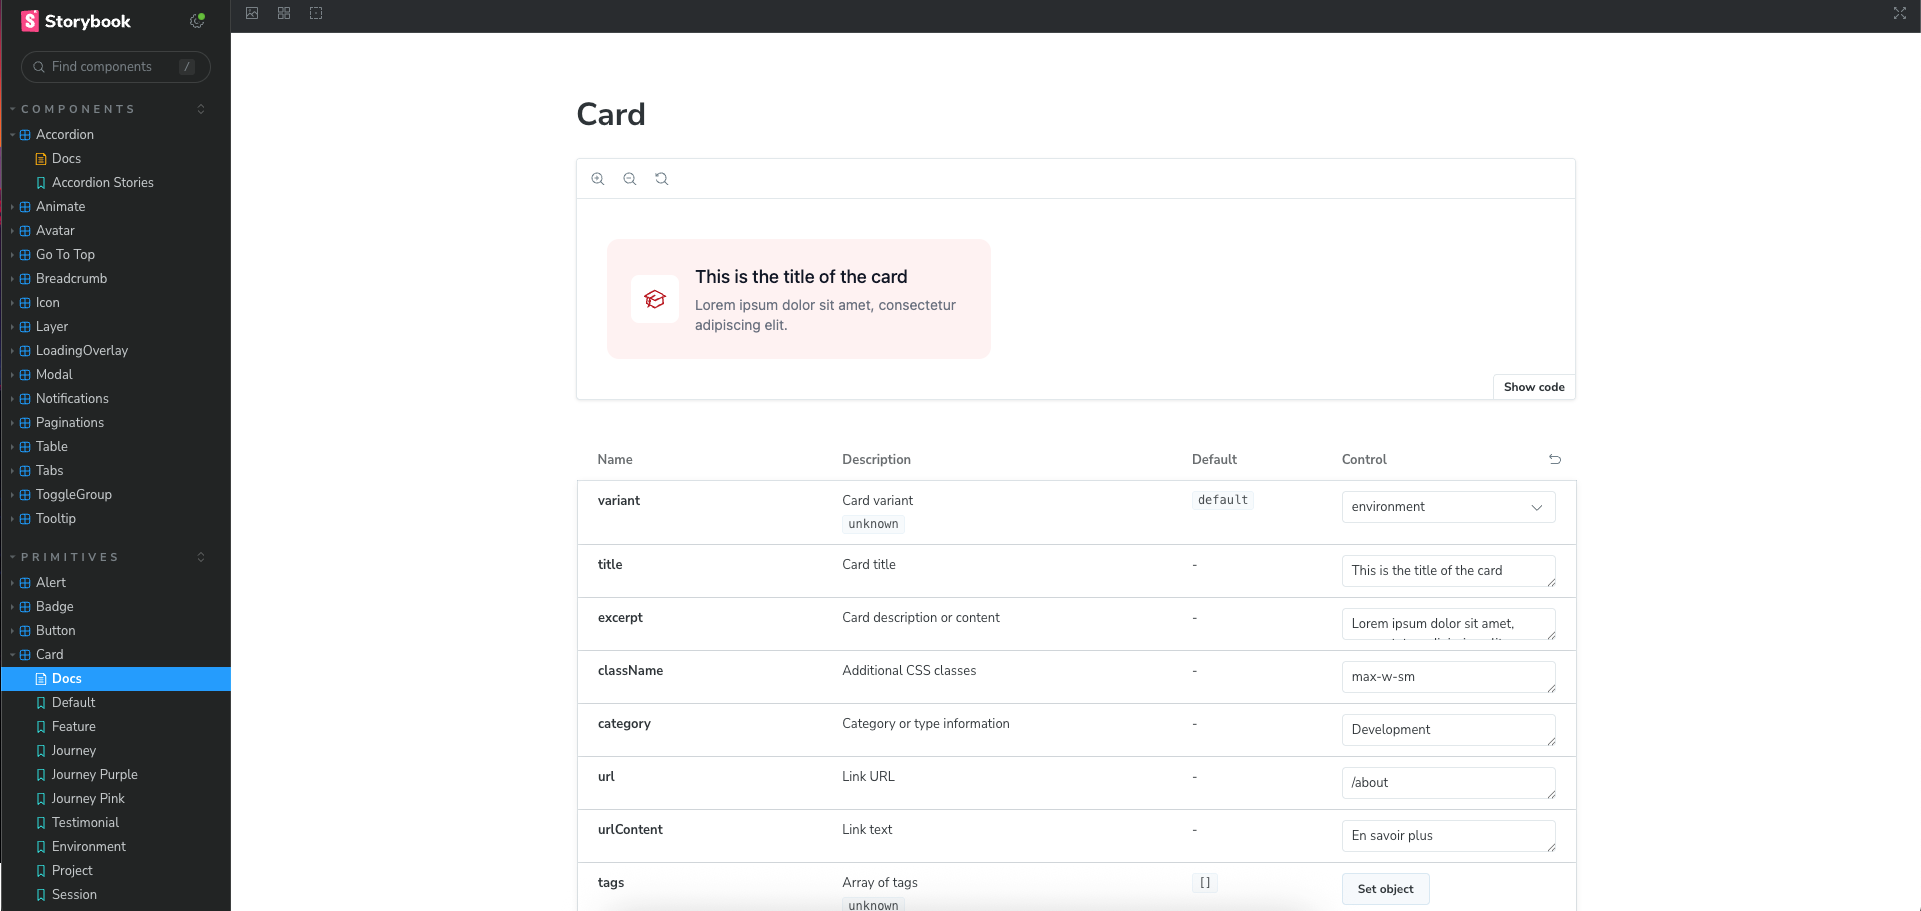 Storybook
Find components /
COMPONENTS
Accordion
Docs
Accordion Stories
Animate
Avatar
Go To Top
Breadcrumb
Icon
Layer
LoadingOverlay
Modal
Notifications
Paginations
Table
Tabs
ToggleGroup
Tooltip
PRIMITIVES
Alert
Badge
Button
Card
Docs
Default
Feature
Journey
Journey Purple
Journey Pink
Testimonial
Environment
Project
Session
Card
This is the title of the card
Lorem ipsum dolor sit amet, consectetur
adipiscing elit.
Show code
Name Description Default Control
variant Card variant default environment
unknown
title Card title - This is the title of the card
excerpt Card description or content - Lorem ipsum dolor sit amet,
className Additional CSS classes - max-w-sm
category Category or type information - Development
url Link URL - /about
urlContent Link text - En savoir plus
tags Array of tags [] Set object
unknown